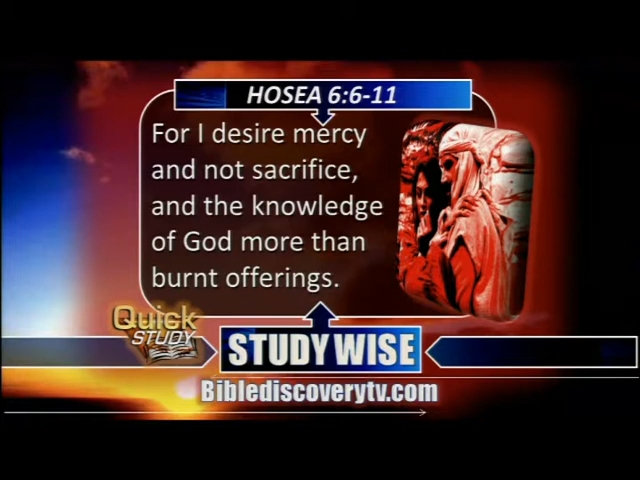 HOSEA 6:6-11
For I desire mercy
and not sacrifice,
and the knowledge
of God more than
burnt offerings.
Quick
STUDY
STUDY WISE
Biblediscoverytv.com